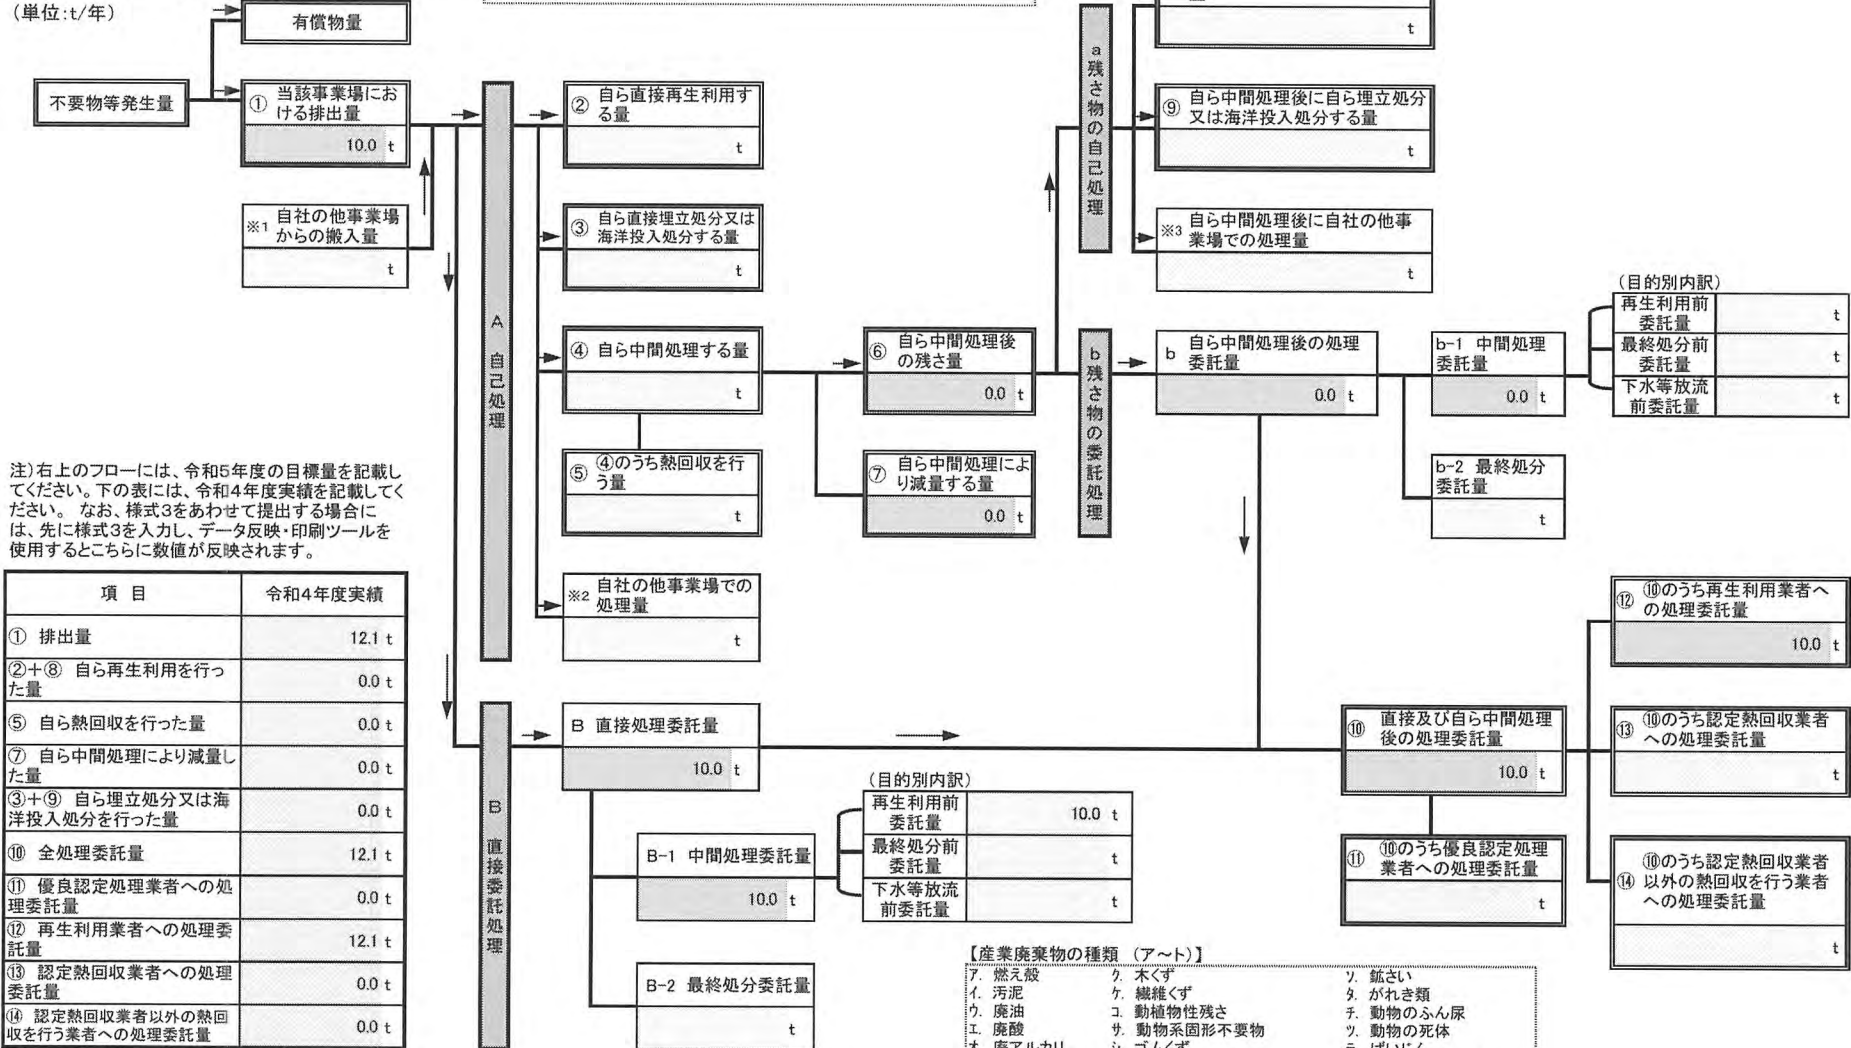 (単位:t/年)
有償物量
不要物等発生量
① 当該事業場にお
ける排出量
10.0 t
※1 自社の他事業場
からの搬入量
t
A 自己処理
② 自ら直接再生利用す
る量
t
③ 自ら直接埋立処分又は
海洋投入処分する量
t
④ 自ら中間処理する量
t
⑤ ④のうち熱回収を行
う量
t
※2 自社の他事業場での
処理量
t
⑥ 自ら中間処理後
の残さ量
0.0 t
⑦ 自ら中間処理によ
り減量する量
0.0 t
a 残さ物の自己処理
t
⑨ 自ら中間処理後に自ら埋立処分
又は海洋投入処分する量
t
※3 自ら中間処理後に自社の他事
業場での処理量
t
b 残さ物の委託処理
b 自ら中間処理後の処理
委託量
0.0 t
b-1 中間処理
委託量
0.0 t
b-2 最終処分
委託量
t
(目的別内訳)
再生利用前
委託量
t
最終処分前
委託量
t
下水等放流
前委託量
t
注)右上のフローには、令和5年度の目標量を記載し
てください。下の表には、令和4年度実績を記載してく
ださい。 なお、様式3をあわせて提出する場合に
は、先に様式3を入力し、データ反映・印刷ツールを
使用するとこちらに数値が反映されます。
項 目 令和4年度実績
① 排出量 12.1 t
②+⑧ 自ら再生利用を行っ
た量 0.0 t
⑤ 自ら熱回収を行った量 0.0 t
⑦ 自ら中間処理により減量し
た量 0.0 t
③+⑨ 自ら埋立処分又は海
洋投入処分を行った量 0.0 t
⑩ 全処理委託量 12.1 t
⑪ 優良認定処理業者への処
理委託量 0.0 t
⑫ 再生利用業者への処理委
託量 12.1 t
⑬ 認定熱回収業者への処理
委託量 0.0 t
⑭ 認定熱回収業者以外の熱回
収を行う業者への処理委託量 0.0 t
B 直接委託処理
B 直接処理委託量
10.0 t
B-1 中間処理委託量
10.0 t
B-2 最終処分委託量
t
(目的別内訳)
再生利用前
委託量
10.0 t
最終処分前
委託量
t
下水等放流
前委託量
t
⑩ 直接及び自ら中間処理
後の処理委託量
10.0 t
⑪ ⑩のうち優良認定処理
業者への処理委託量
t
⑫ ⑩のうち再生利用業者へ
の処理委託量
10.0 t
⑬ ⑩のうち認定熱回収業者
への処理委託量
t
⑭ ⑩のうち認定熱回収業者
以外の熱回収を行う業者
への処理委託量
t
【産業廃棄物の種類 (ア~ト)】
ア. 燃え殻 ク. 木くず ソ. 鉱さい
イ. 汚泥 ケ. 繊維くず タ. がれき類
ウ. 廃油 コ. 動植物性残さ チ. 動物のふん尿
エ. 廃酸 サ. 動物系固形不要物 ツ. 動物の死体
オ. 廃アルカリ シ. ゴムくず テ. ばいじん